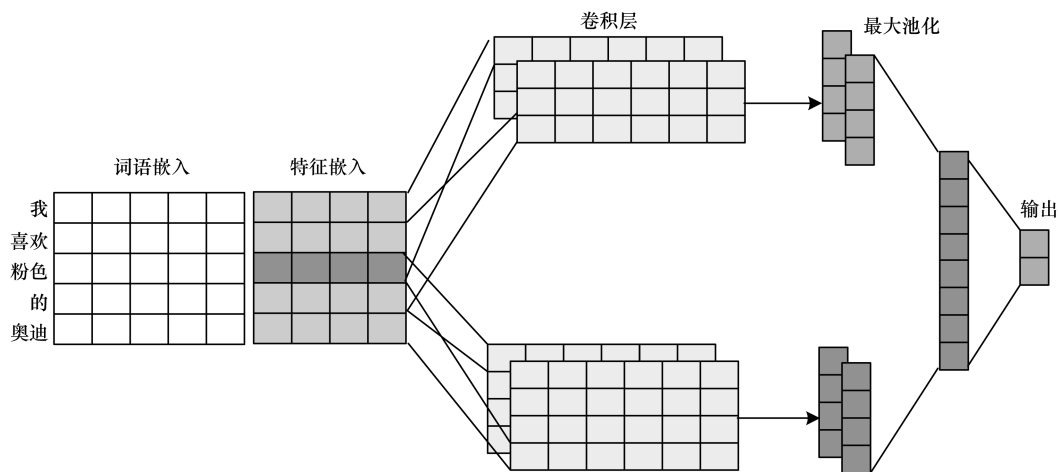 卷积层
最大池化
词语嵌入
特征嵌入
我
喜欢
粉色
的
奥迪
输出